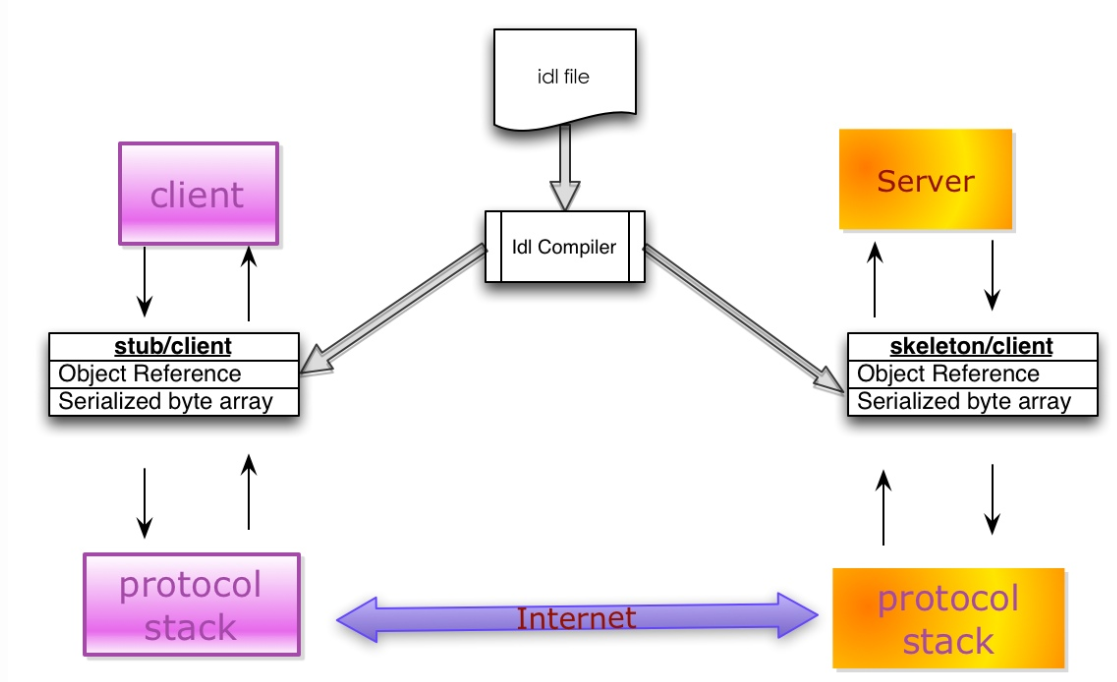 idl file
client
Server
Idl Compiler
stub/client
Object Reference
Serialized byte array
skeleton/client
Object Reference
Serialized byte array
protocol
stack
Internet
protocol
stack